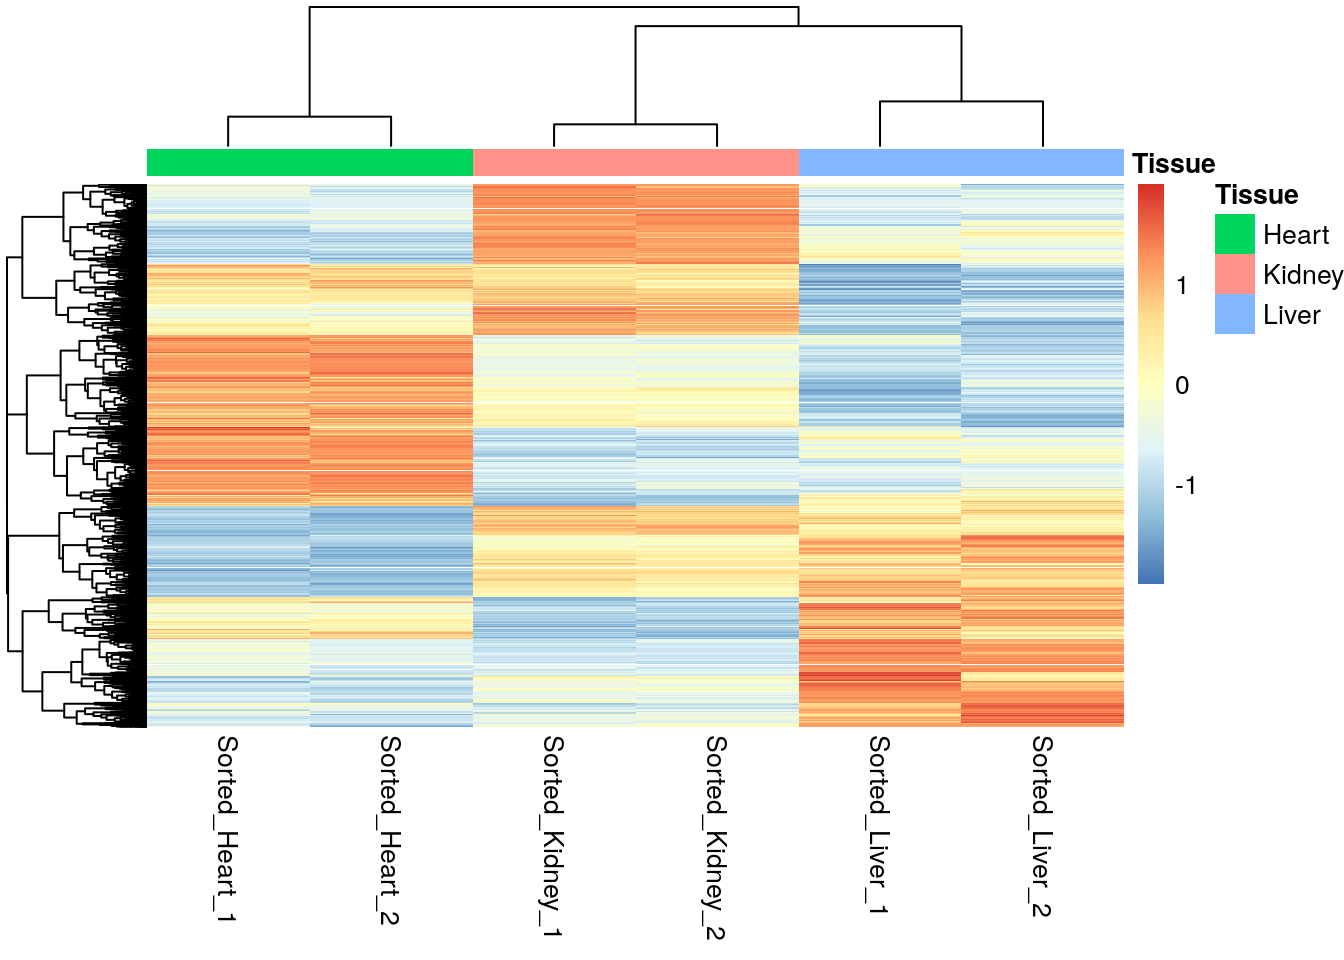 Tissue
Tissue
Heart
Kidney
Liver
1
0
-1
Sorted_Heart_1
Sorted_Heart_2
Sorted_Kidney_1
Sorted_Kidney_2
Sorted_Liver_1
Sorted_Liver_2